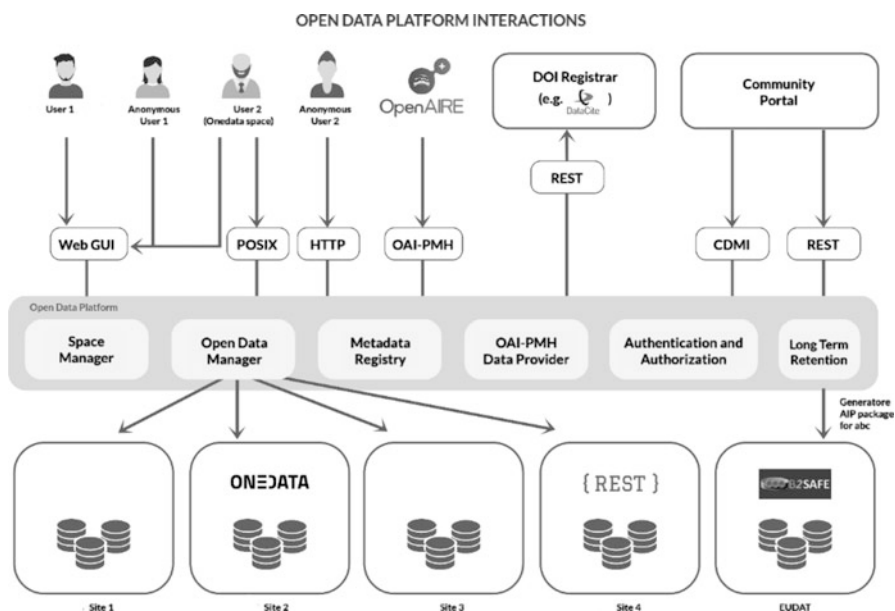 OPEN DATA PLATFORM INTERACTIONS
User 1
Anonymous
User 1
User 2
(Onedata space)
Anonymous
User 2
OpenAIRE
DOI Registrar
(e.g. DataCite )
Community
Portal
REST
Web GUI
POSIX
HTTP
OAI-PMH
CDMI
REST
Open Data Platform
Space
Manager
Open Data
Manager
Metadata
Registry
OAI-PMH
Data Provider
Authentication and
Authorization
Long Term
Retention
Generatore
AIP package
for abc
ONEDATA
{ REST }
B2SAFE
Site 1
Site 2
Site 3
Site 4
EUDAT